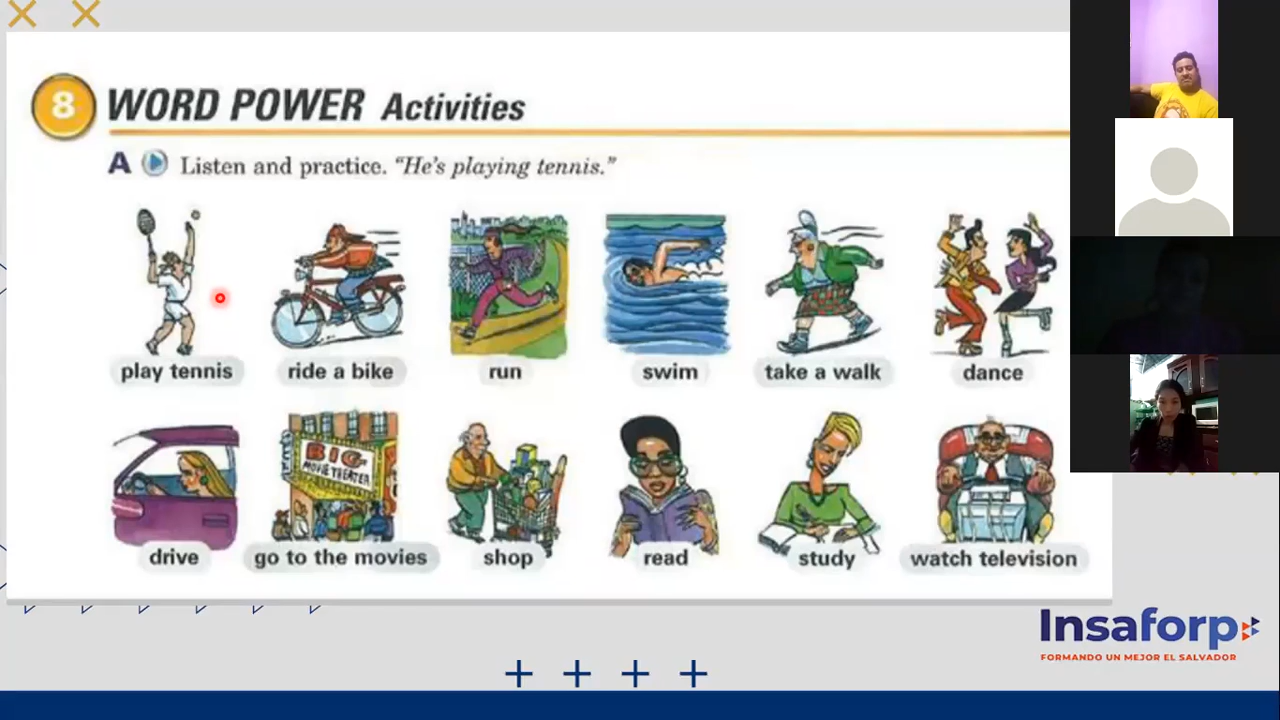 8 WORD POWER Activities
A Listen and practice. “He's playing tennis.”
play tennis ride a bike run swim take a walk dance
BIG
MOVIE THEATER
drive go to the movies shop read study watch television
Insaforp
FORMANDO UN MEJOR EL SALVADOR